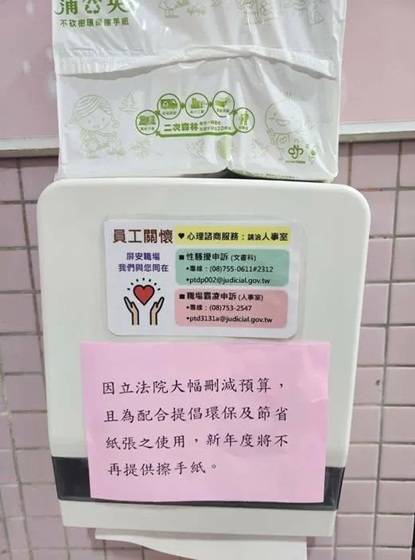 蒲公英
不砍樹環保擦手紙
二次森林
員工關懷
♥心理諮商服務：請洽人事室
屏安職場
我們與您同在
■性騷擾申訴(文書科)
•專線：(08)755-0611#2312
•ptdp002@judicial.gov.tw
■職場霸凌申訴(人事室)
•專線：(08)753-2547
•ptd3131a@judicial.gov.tw
因立法院大幅刪減預算，
且為配合提倡環保及節省
紙張之使用，新年度將不
再提供擦手紙。